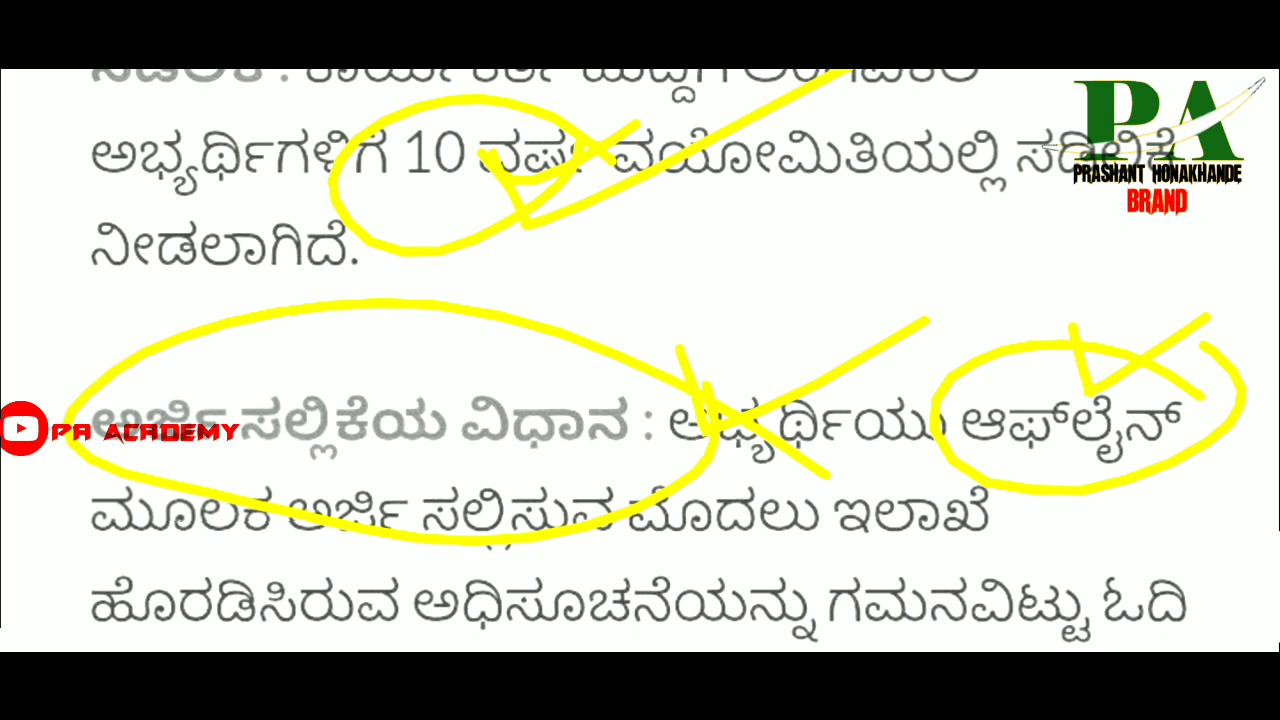 ಅಭ್ಯರ್ಥಿಗಳಿಗೆ 10 ವರ್ಷ ವಯೋಮಿತಿಯಲ್ಲಿ ಸಡಿಲಿಕೆ
ನೀಡಲಾಗಿದೆ.
ಅರ್ಜಿ ಸಲ್ಲಿಕೆಯ ವಿಧಾನ : ಅಭ್ಯರ್ಥಿಯು ಆಫ್‌ಲೈನ್
ಮೂಲಕ ಅರ್ಜಿ ಸಲ್ಲಿಸುವ ಮೊದಲು ಇಲಾಖೆ
ಹೊರಡಿಸಿರುವ ಅಧಿಸೂಚನೆಯನ್ನು ಗಮನವಿಟ್ಟು ಓದಿ
PA
PRASHANT HONAKHANDE
BRAND
PA ACADEMY